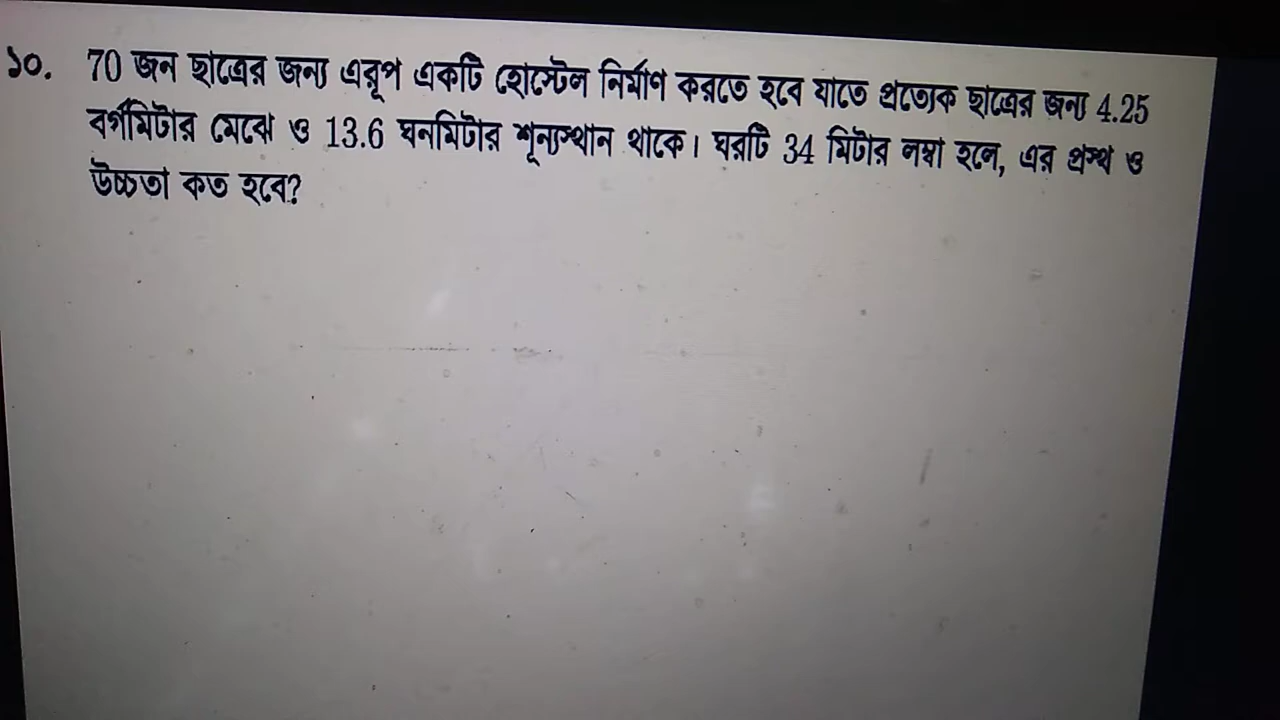 ১০. 70 জন ছাত্রের জন্য এরূপ একটি হোস্টেল নির্মাণ করতে হবে যাতে প্রত্যেক ছাত্রের জন্য 4.25
বর্গমিটার মেঝে ও 13.6 ঘনমিটার শূন্যস্থান থাকে। ঘরটি 34 মিটার লম্বা হলে, এর প্রস্থ ও
উচ্চতা কত হবে?